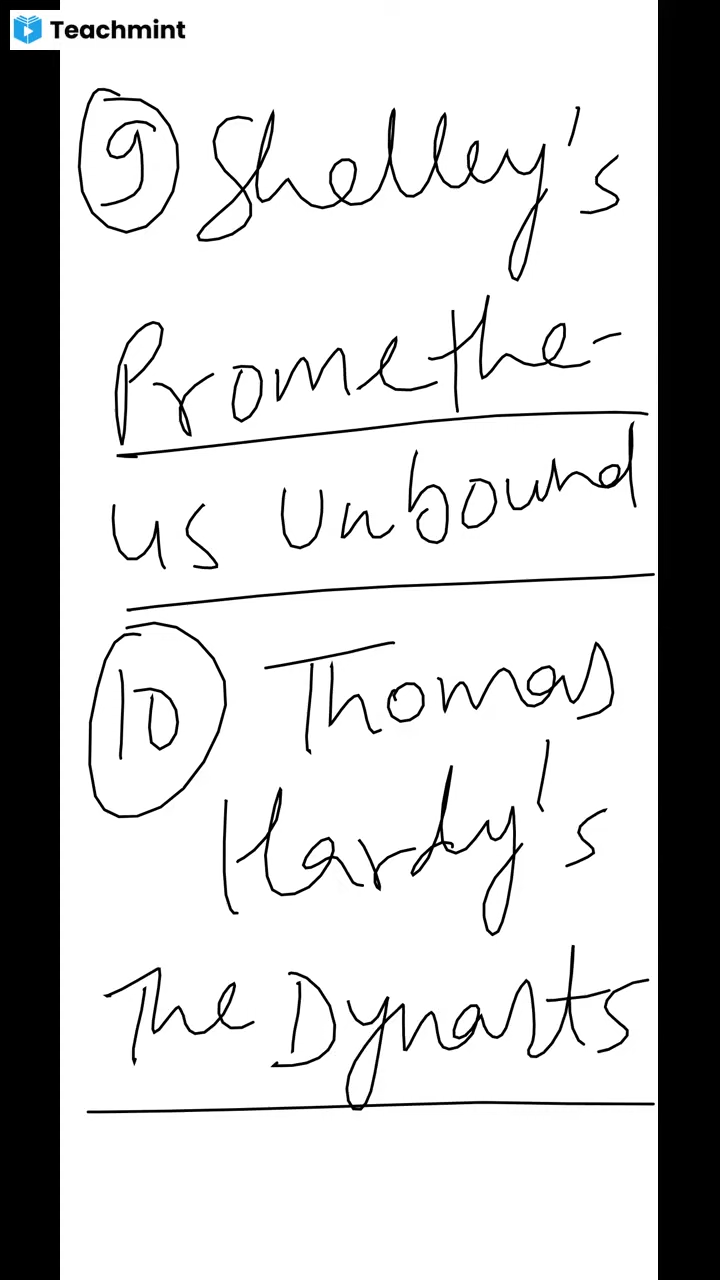 Teachmint
9 Shelley's
Promethe-
us Unbound
10 Thomas
Hardy's
The Dynasts